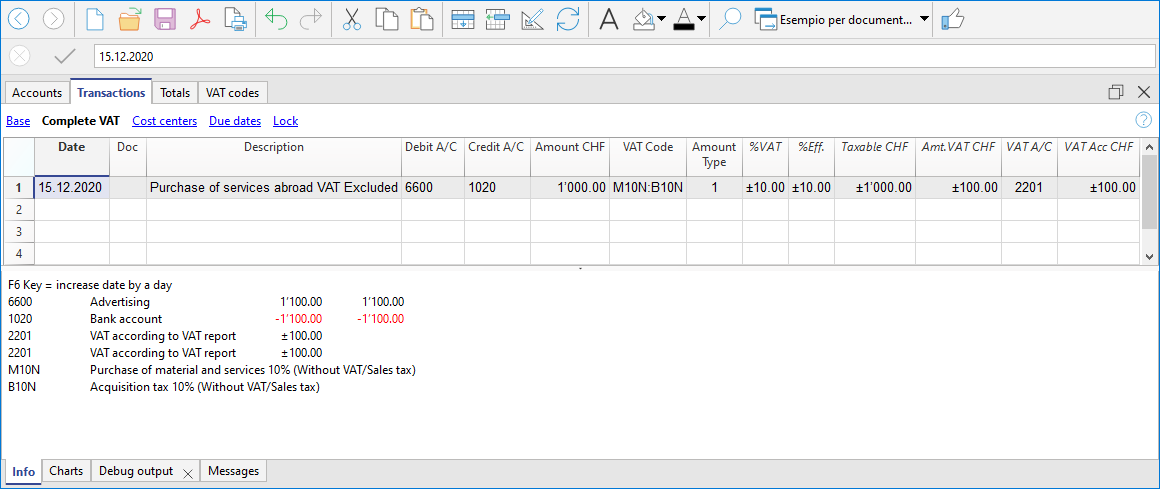 A A Esempio per document...
15.12.2020
Accounts Transactions Totals VAT codes
Base Complete VAT Cost centers Due dates Lock
Date Doc Description Debit A/C Credit A/C Amount CHF VAT Code Amount Type %VAT %Eff. Taxable CHF Amt.VAT CHF VAT A/C VAT Acc CHF
1 15.12.2020 Purchase of services abroad VAT Excluded 6600 1020 1'000.00 M10N:B10N 1 ±10.00 ±10.00 ±1'000.00 ±100.00 2201 ±100.00
2
3
4
F6 Key = increase date by a day
6600 Advertising 1'100.00 1'100.00
1020 Bank account -1'100.00 -1'100.00
2201 VAT according to VAT report ±100.00
2201 VAT according to VAT report ±100.00
M10N Purchase of material and services 10% (Without VAT/Sales tax)
B10N Acquisition tax 10% (Without VAT/Sales tax)
Info Charts Debug output Messages